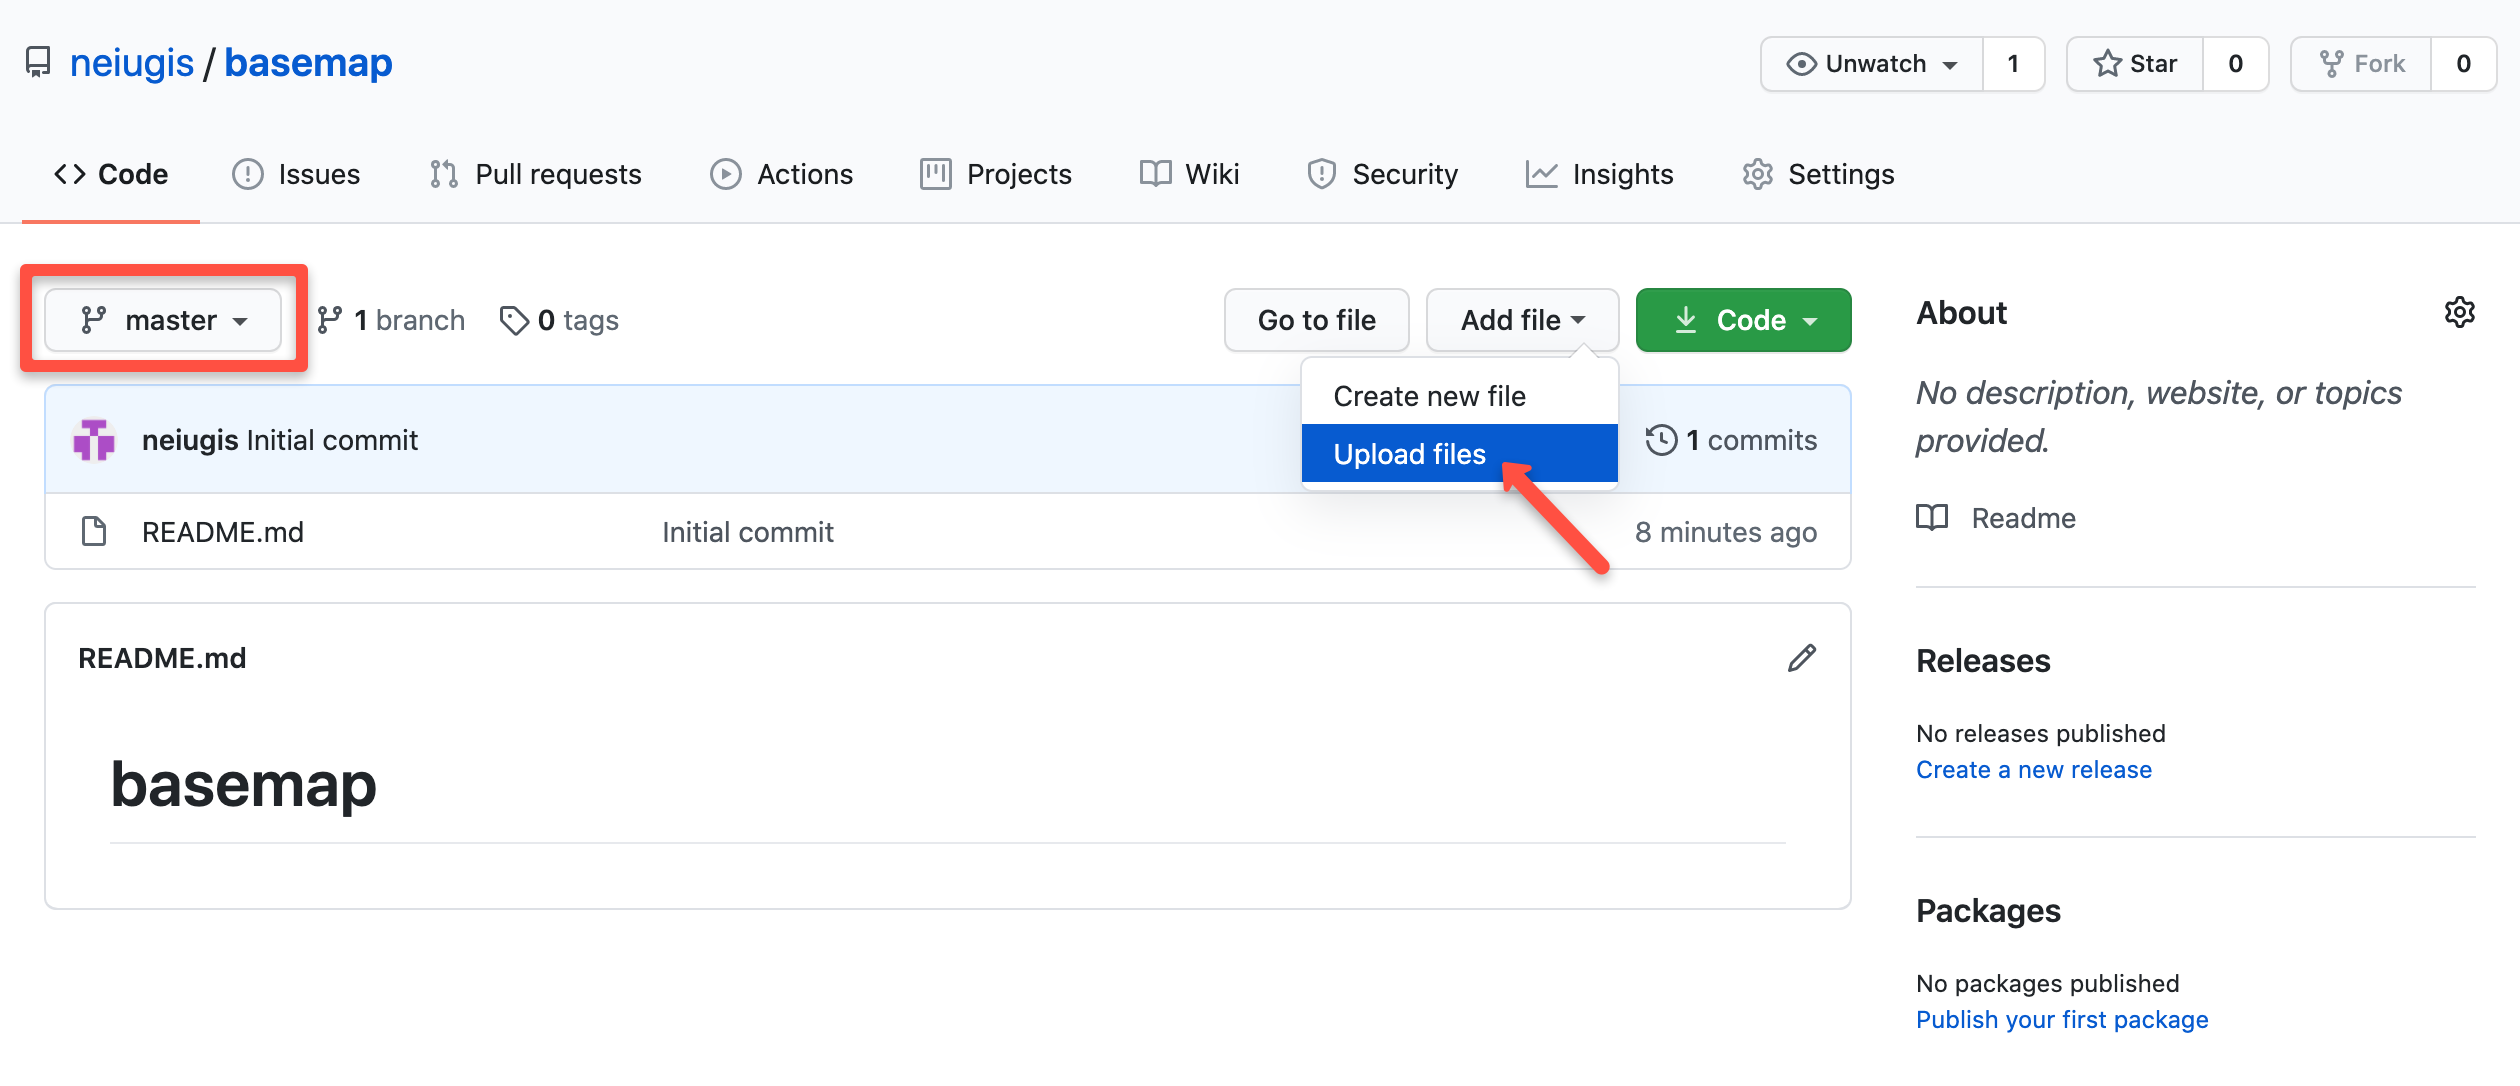 neiugis / basemap
Unwatch 1 Star 0 Fork 0
Code Issues Pull requests Actions Projects Wiki Security Insights Settings
master 1 branch 0 tags Go to file Add file Code
Create new file
Upload files
neiugis Initial commit 1 commits
README.md Initial commit 8 minutes ago
README.md
basemap
About
No description, website, or topics
provided.
Readme
Releases
No releases published
Create a new release
Packages
No packages published
Publish your first package